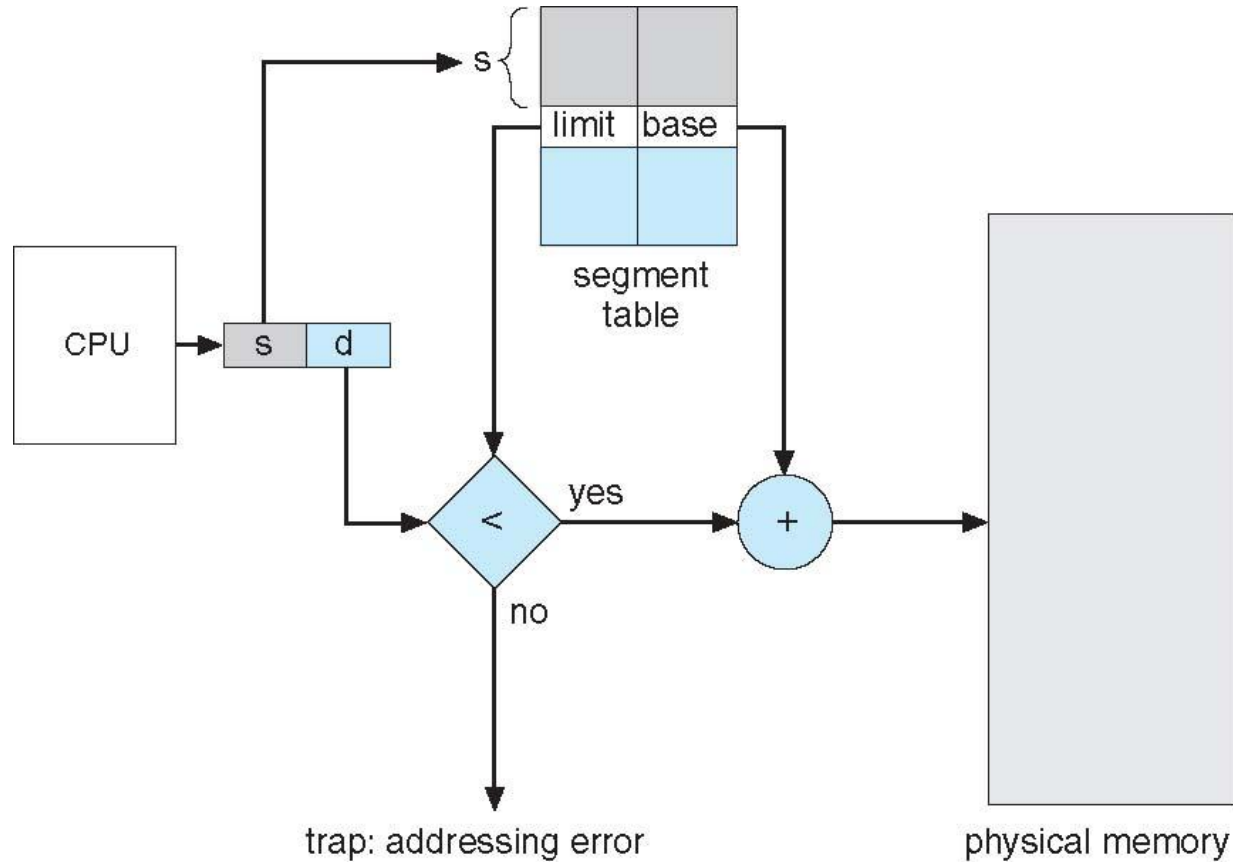 s
limit base
segment
table
CPU
s d
<
yes
+
no
trap: addressing error
physical memory